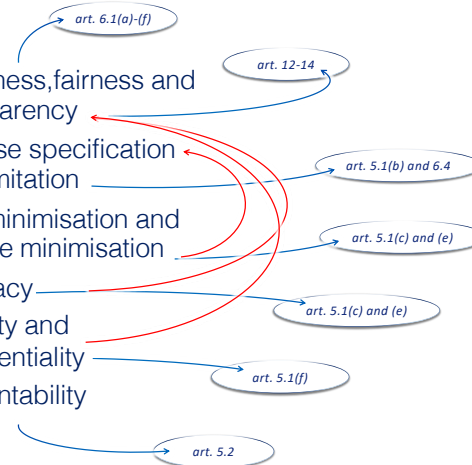 art. 6.1(a)-(f)
ness,fairness and
art. 12-14
arency
se specification
art. 5.1(b) and 6.4
mitation
minimisation and
art. 5.1(c) and (e)
e minimisation
acy
art. 5.1(c) and (e)
ty and
entiality
art. 5.1(f)
ntability
art. 5.2